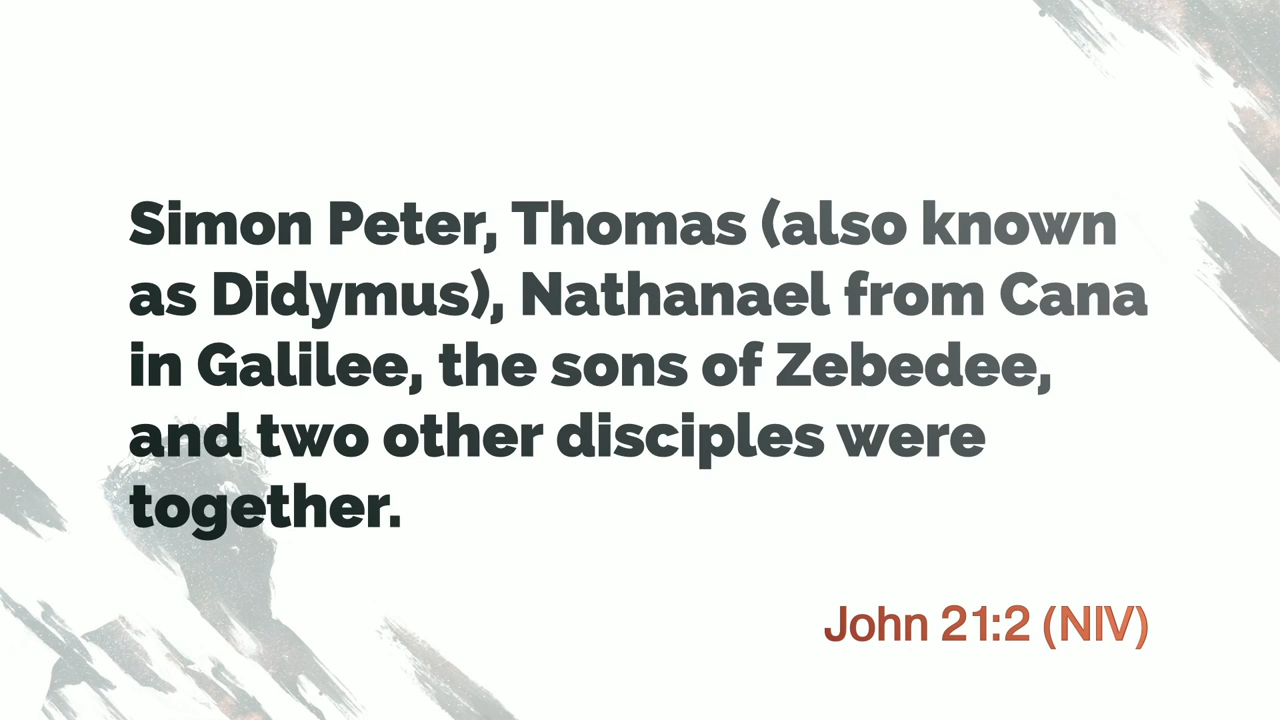 Simon Peter, Thomas (also known
as Didymus), Nathanael from Cana
in Galilee, the sons of Zebedee,
and two other disciples were
together.
John 21:2 (NIV)